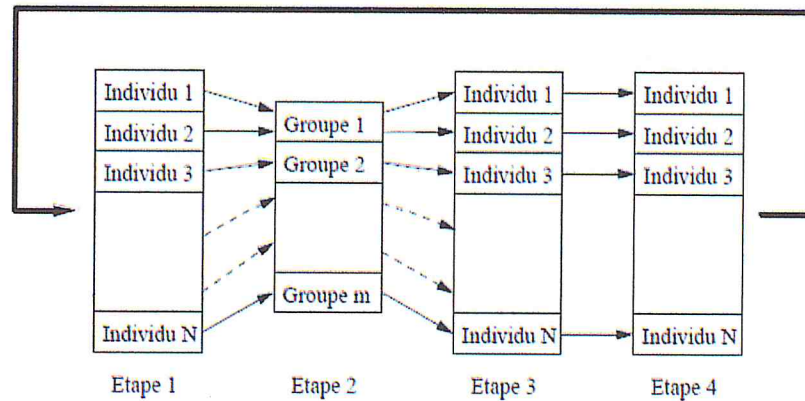 Individu 1
Individu 2
Individu 3
Individu N
Etape 1
Groupe 1
Groupe 2
Groupe m
Etape 2
Individu 1
Individu 2
Individu 3
Individu N
Etape 3
Individu 1
Individu 2
Individu 3
Individu N
Etape 4